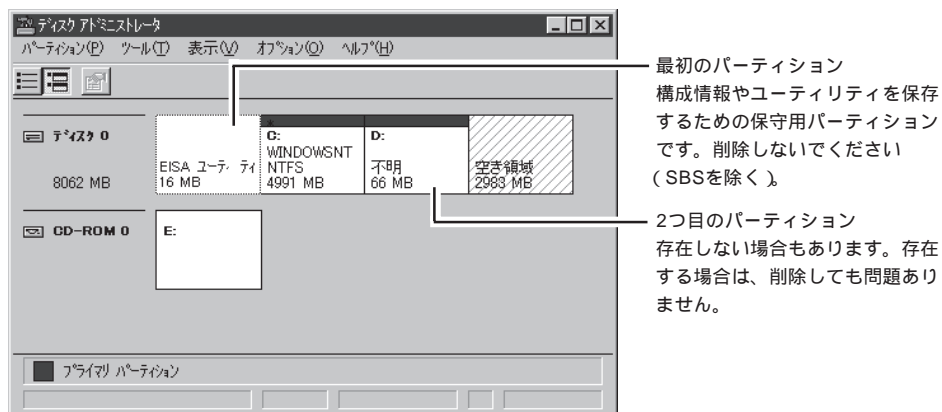 ﾃﾞｨｽｸ ｱﾄﾞﾐﾆｽﾄﾚｰﾀ
ﾊﾟｰﾃｨｼｮﾝ(P) ﾂｰﾙ(T) 表示(V) ｵﾌﾟｼｮﾝ(O) ﾍﾙﾌﾟ(H)
ﾃﾞｨｽｸ 0
8062 MB
EISA ﾕｰﾃ ﾃｨ
16 MB
C:
WINDOWSNT
NTFS
4991 MB
D:
不明
66 MB
空き領域
2983 MB
CD-ROM 0
E:
ﾌﾟﾗｲﾏﾘ ﾊﾟｰﾃｨｼｮﾝ
最初のパーティション
構成情報やユーティリティを保存
するための保守用パーティション
です。削除しないでください
（SBSを除く）。
2つ目のパーティション
存在しない場合もあります。存在
する場合は、削除しても問題あり
ません。